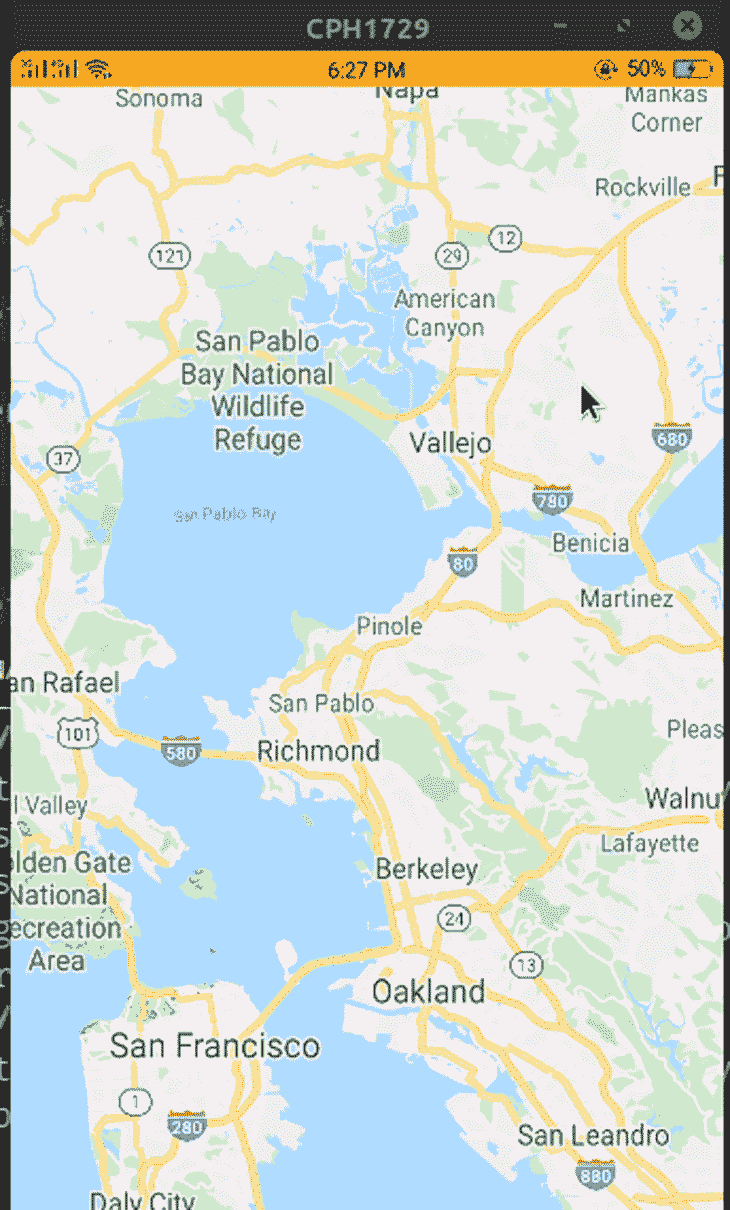 CPH1729
6:27 PM
50%
Sonoma
Napa
Mankas
Corner
Rockville
121
29
12
American
Canyon
San Pablo
Bay National
Wildlife
Refuge
37
Vallejo
680
780
San Pablo Bay
80
Benicia
Martinez
Pinole
an Rafael
San Pablo
101
580
Richmond
Pleas
l Valley
Walnu
Lafayette
lden Gate
National
ecreation
Area
Berkeley
24
13
Oakland
San Francisco
1
280
San Leandro
880
Daly City